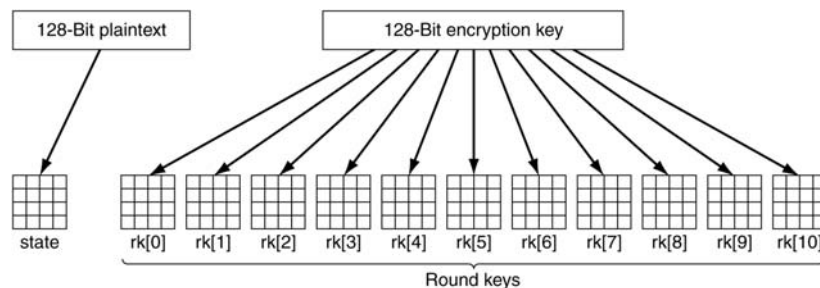 128-Bit plaintext 128-Bit encryption key
state rk[0] rk[1] rk[2] rk[3] rk[4] rk[5] rk[6] rk[7] rk[8] rk[9] rk[10]
Round keys